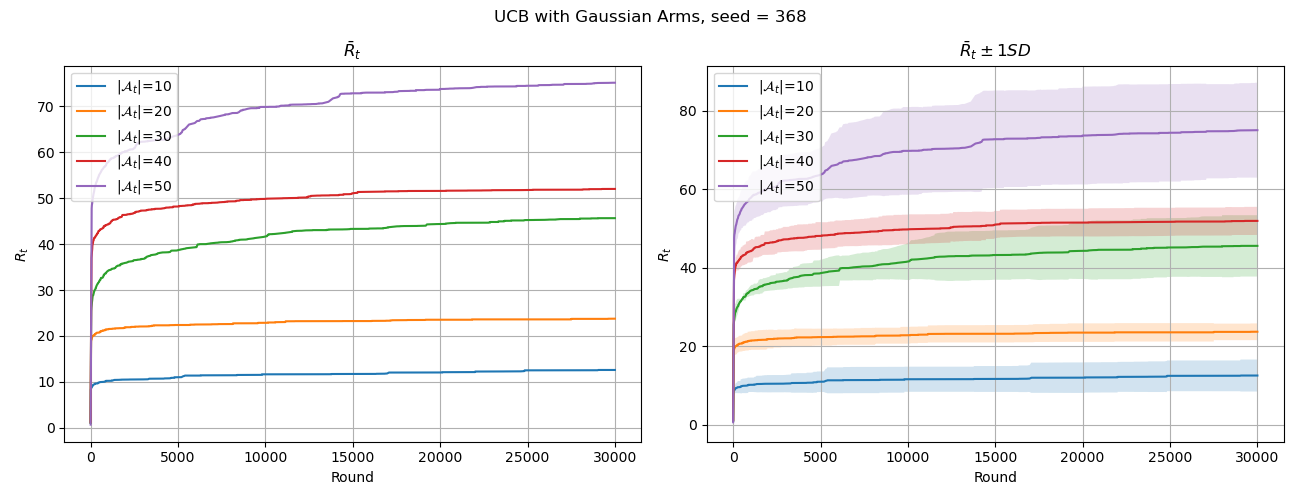 UCB with Gaussian Arms, seed = 368
R̄ₜ
|𝒜ₜ|=10
|𝒜ₜ|=20
|𝒜ₜ|=30
|𝒜ₜ|=40
|𝒜ₜ|=50
70
60
50
40
30
20
10
0
Rₜ
0 5000 10000 15000 20000 25000 30000
Round
R̄ₜ ± 1SD
|𝒜ₜ|=10
|𝒜ₜ|=20
|𝒜ₜ|=30
|𝒜ₜ|=40
|𝒜ₜ|=50
80
60
40
20
0
Rₜ
0 5000 10000 15000 20000 25000 30000
Round